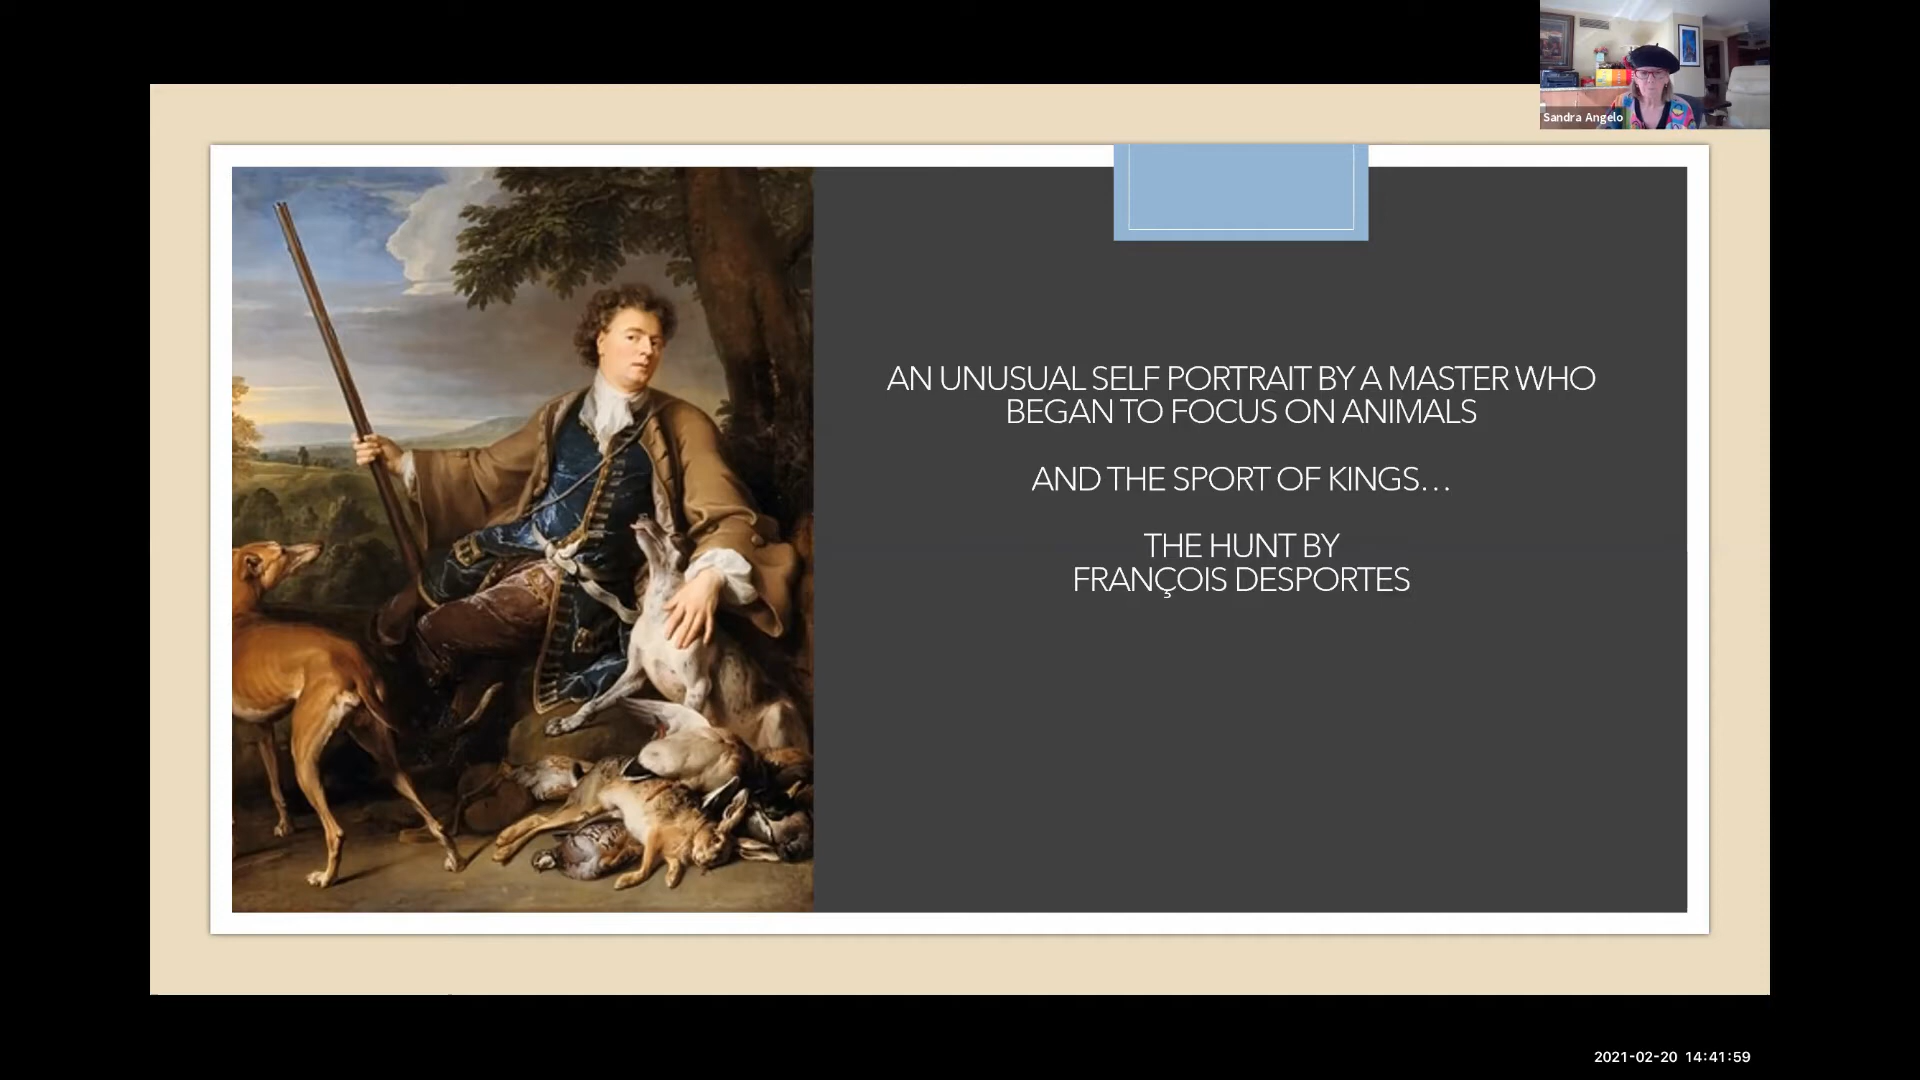 Sandra Angelo
AN UNUSUAL SELF PORTRAIT BY A MASTER WHO
BEGAN TO FOCUS ON ANIMALS
AND THE SPORT OF KINGS…
THE HUNT BY
FRANÇOIS DESPORTES
2021-02-20 14:41:59